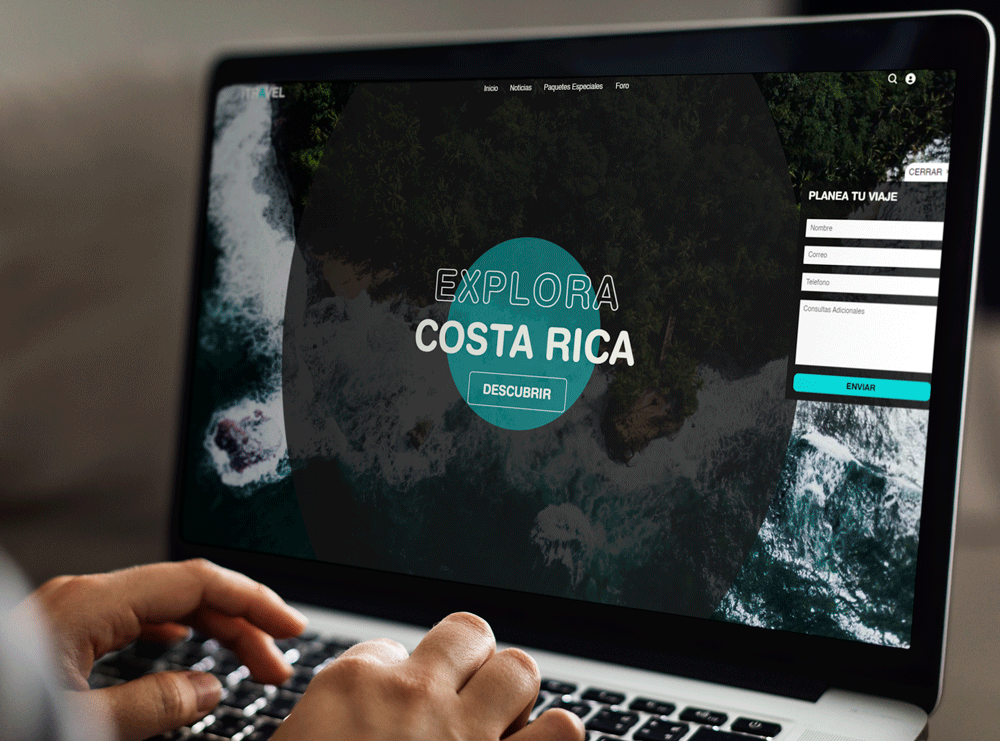 iTRAVEL
Inicio Noticias Paquetes Especiales Foro
CERRAR
PLANEA TU VIAJE
Nombre
Correo
Telefono
Consultas Adicionales
ENVIAR
EXPLORA
COSTA RICA
DESCUBRIR